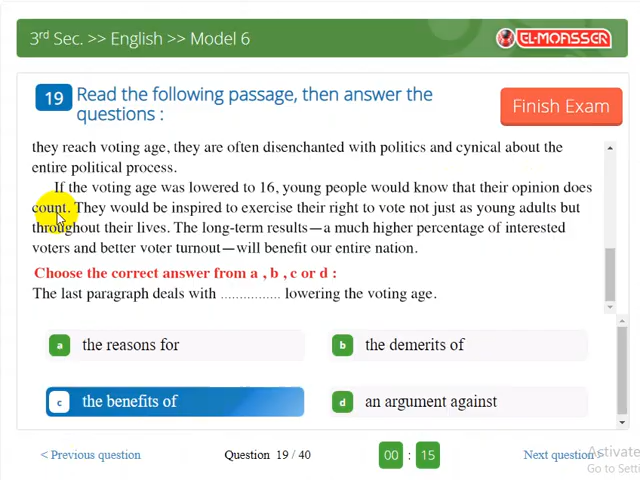 3rd Sec. >> English >> Model 6
EL-MOASSER
19 Read the following passage, then answer the
questions :
Finish Exam
they reach voting age, they are often disenchanted with politics and cynical about the
entire political process.
If the voting age was lowered to 16, young people would know that their opinion does
count. They would be inspired to exercise their right to vote not just as young adults but
throughout their lives. The long-term results—a much higher percentage of interested
voters and better voter turnout—will benefit our entire nation.
Choose the correct answer from a , b , c or d :
The last paragraph deals with ............... lowering the voting age.
a the reasons for
b the demerits of
c the benefits of
d an argument against
< Previous question
Question 19 / 40
00 : 15
Next question >
Activate
Go to Setti